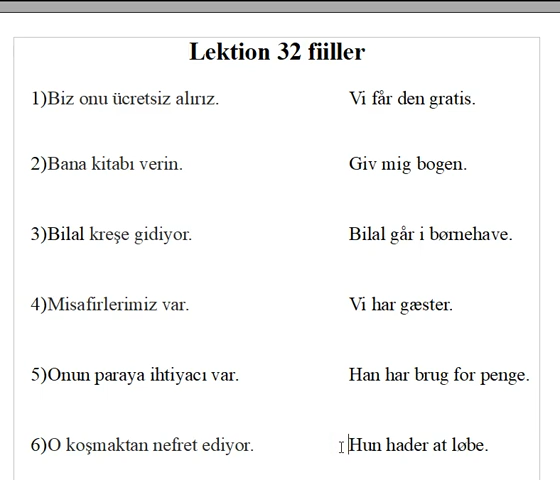 Lektion 32 fiiller
1)Biz onu ücretsiz alırız. Vi får den gratis.
2)Bana kitabı verin. Giv mig bogen.
3)Bilal kreşe gidiyor. Bilal går i børnehave.
4)Misafirlerimiz var. Vi har gæster.
5)Onun paraya ihtiyacı var. Han har brug for penge.
6)O koşmaktan nefret ediyor. Hun hader at løbe.